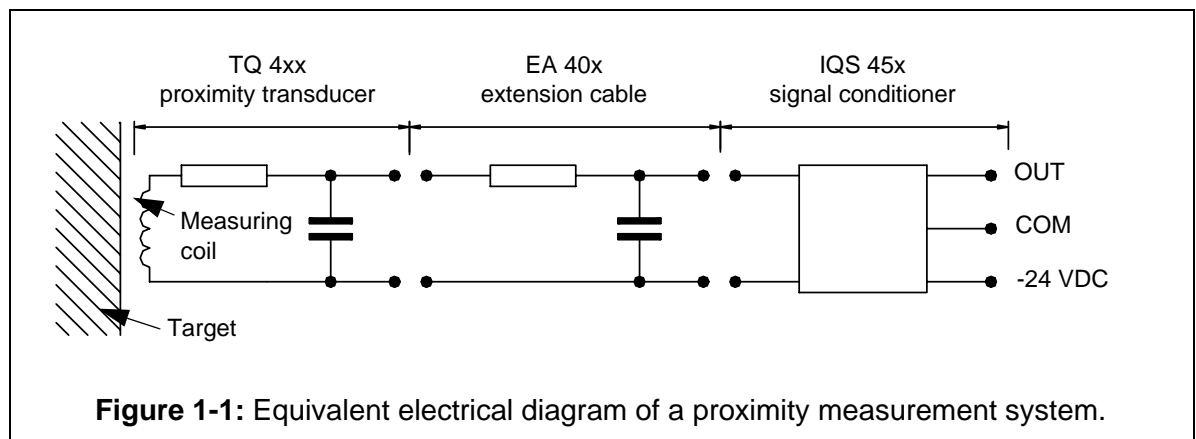 TQ 4xx
proximity transducer
EA 40x
extension cable
IQS 45x
signal conditioner
OUT
Measuring
coil
COM
-24 VDC
Target
Figure 1-1: Equivalent electrical diagram of a proximity measurement system.